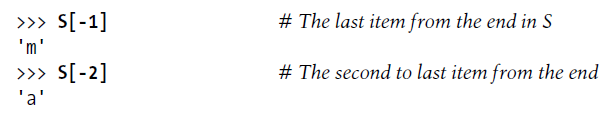 >>> S[-1] # The last item from the end in S
'm'
>>> S[-2] # The second to last item from the end
'a'